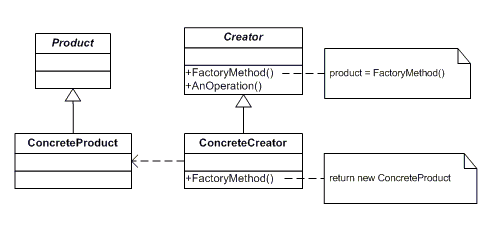 Product
Creator
+FactoryMethod()
+AnOperation()
product = FactoryMethod()
ConcreteProduct
ConcreteCreator
+FactoryMethod()
return new ConcreteProduct